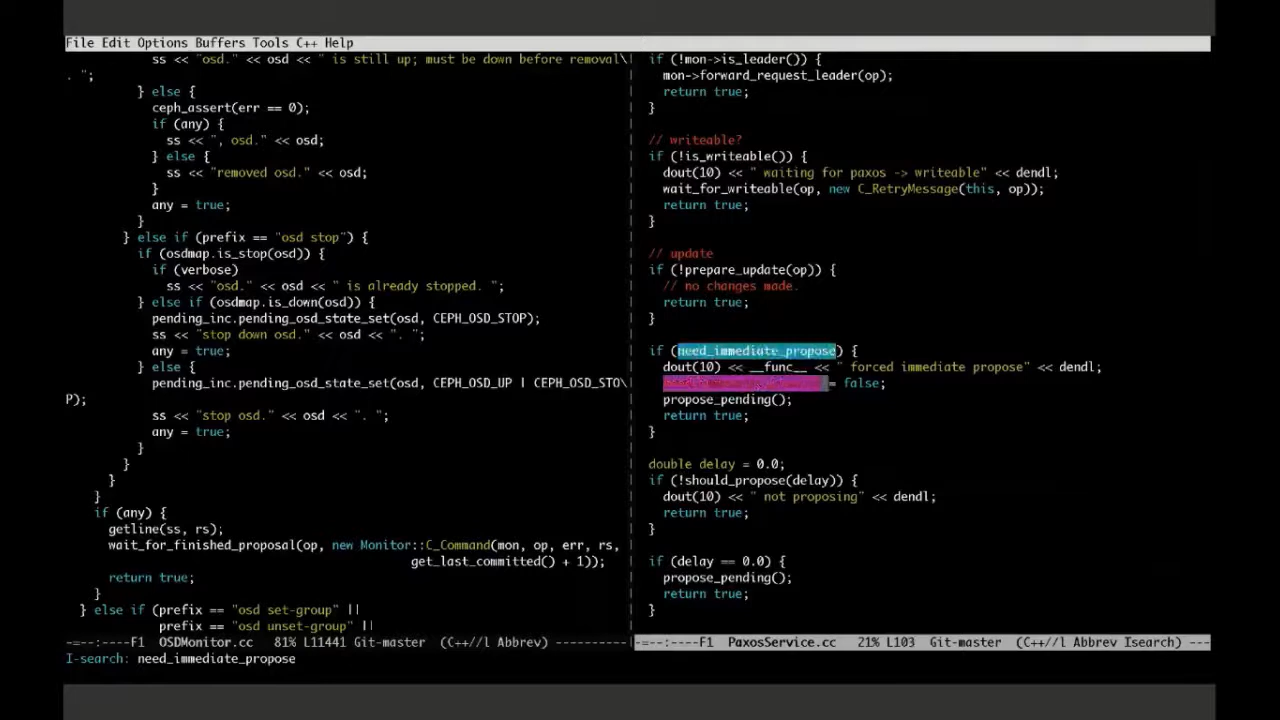 File Edit Options Buffers Tools C++ Help
ss << "osd." << osd << " is still up; must be down before removal\
. ";
} else {
ceph_assert(err == 0);
if (any) {
ss << ", osd." << osd;
} else {
ss << "removed osd." << osd;
}
any = true;
}
} else if (prefix == "osd stop") {
if (osdmap.is_stop(osd)) {
if (verbose)
ss << "osd." << osd << " is already stopped. ";
} else if (osdmap.is_down(osd)) {
pending_inc.pending_osd_state_set(osd, CEPH_OSD_STOP);
ss << "stop down osd." << osd << ". ";
any = true;
} else {
pending_inc.pending_osd_state_set(osd, CEPH_OSD_UP | CEPH_OSD_STO\
P);
ss << "stop osd." << osd << ". ";
any = true;
}
}
}
}
if (any) {
getline(ss, rs);
wait_for_finished_proposal(op, new Monitor::C_Command(mon, op, err, rs,
get_last_committed() + 1));
return true;
}
} else if (prefix == "osd set-group" ||
prefix == "osd unset-group" ||
-=--:----F1 OSDMonitor.cc 81% L11441 Git-master (C++//l Abbrev) ----------
if (!mon->is_leader()) {
mon->forward_request_leader(op);
return true;
}
// writeable?
if (!is_writeable()) {
dout(10) << " waiting for paxos -> writeable" << dendl;
wait_for_writeable(op, new C_RetryMessage(this, op));
return true;
}
// update
if (!prepare_update(op)) {
// no changes made.
return true;
}
if (need_immediate_propose) {
dout(10) << __func__ << " forced immediate propose" << dendl;
= false;
propose_pending();
return true;
}
double delay = 0.0;
if (!should_propose(delay)) {
dout(10) << " not proposing" << dendl;
return true;
}
if (delay == 0.0) {
propose_pending();
return true;
}
-=--:----F1 PaxosService.cc 21% L103 Git-master (C++//l Abbrev Isearch) ---
I-search: need_immediate_propose